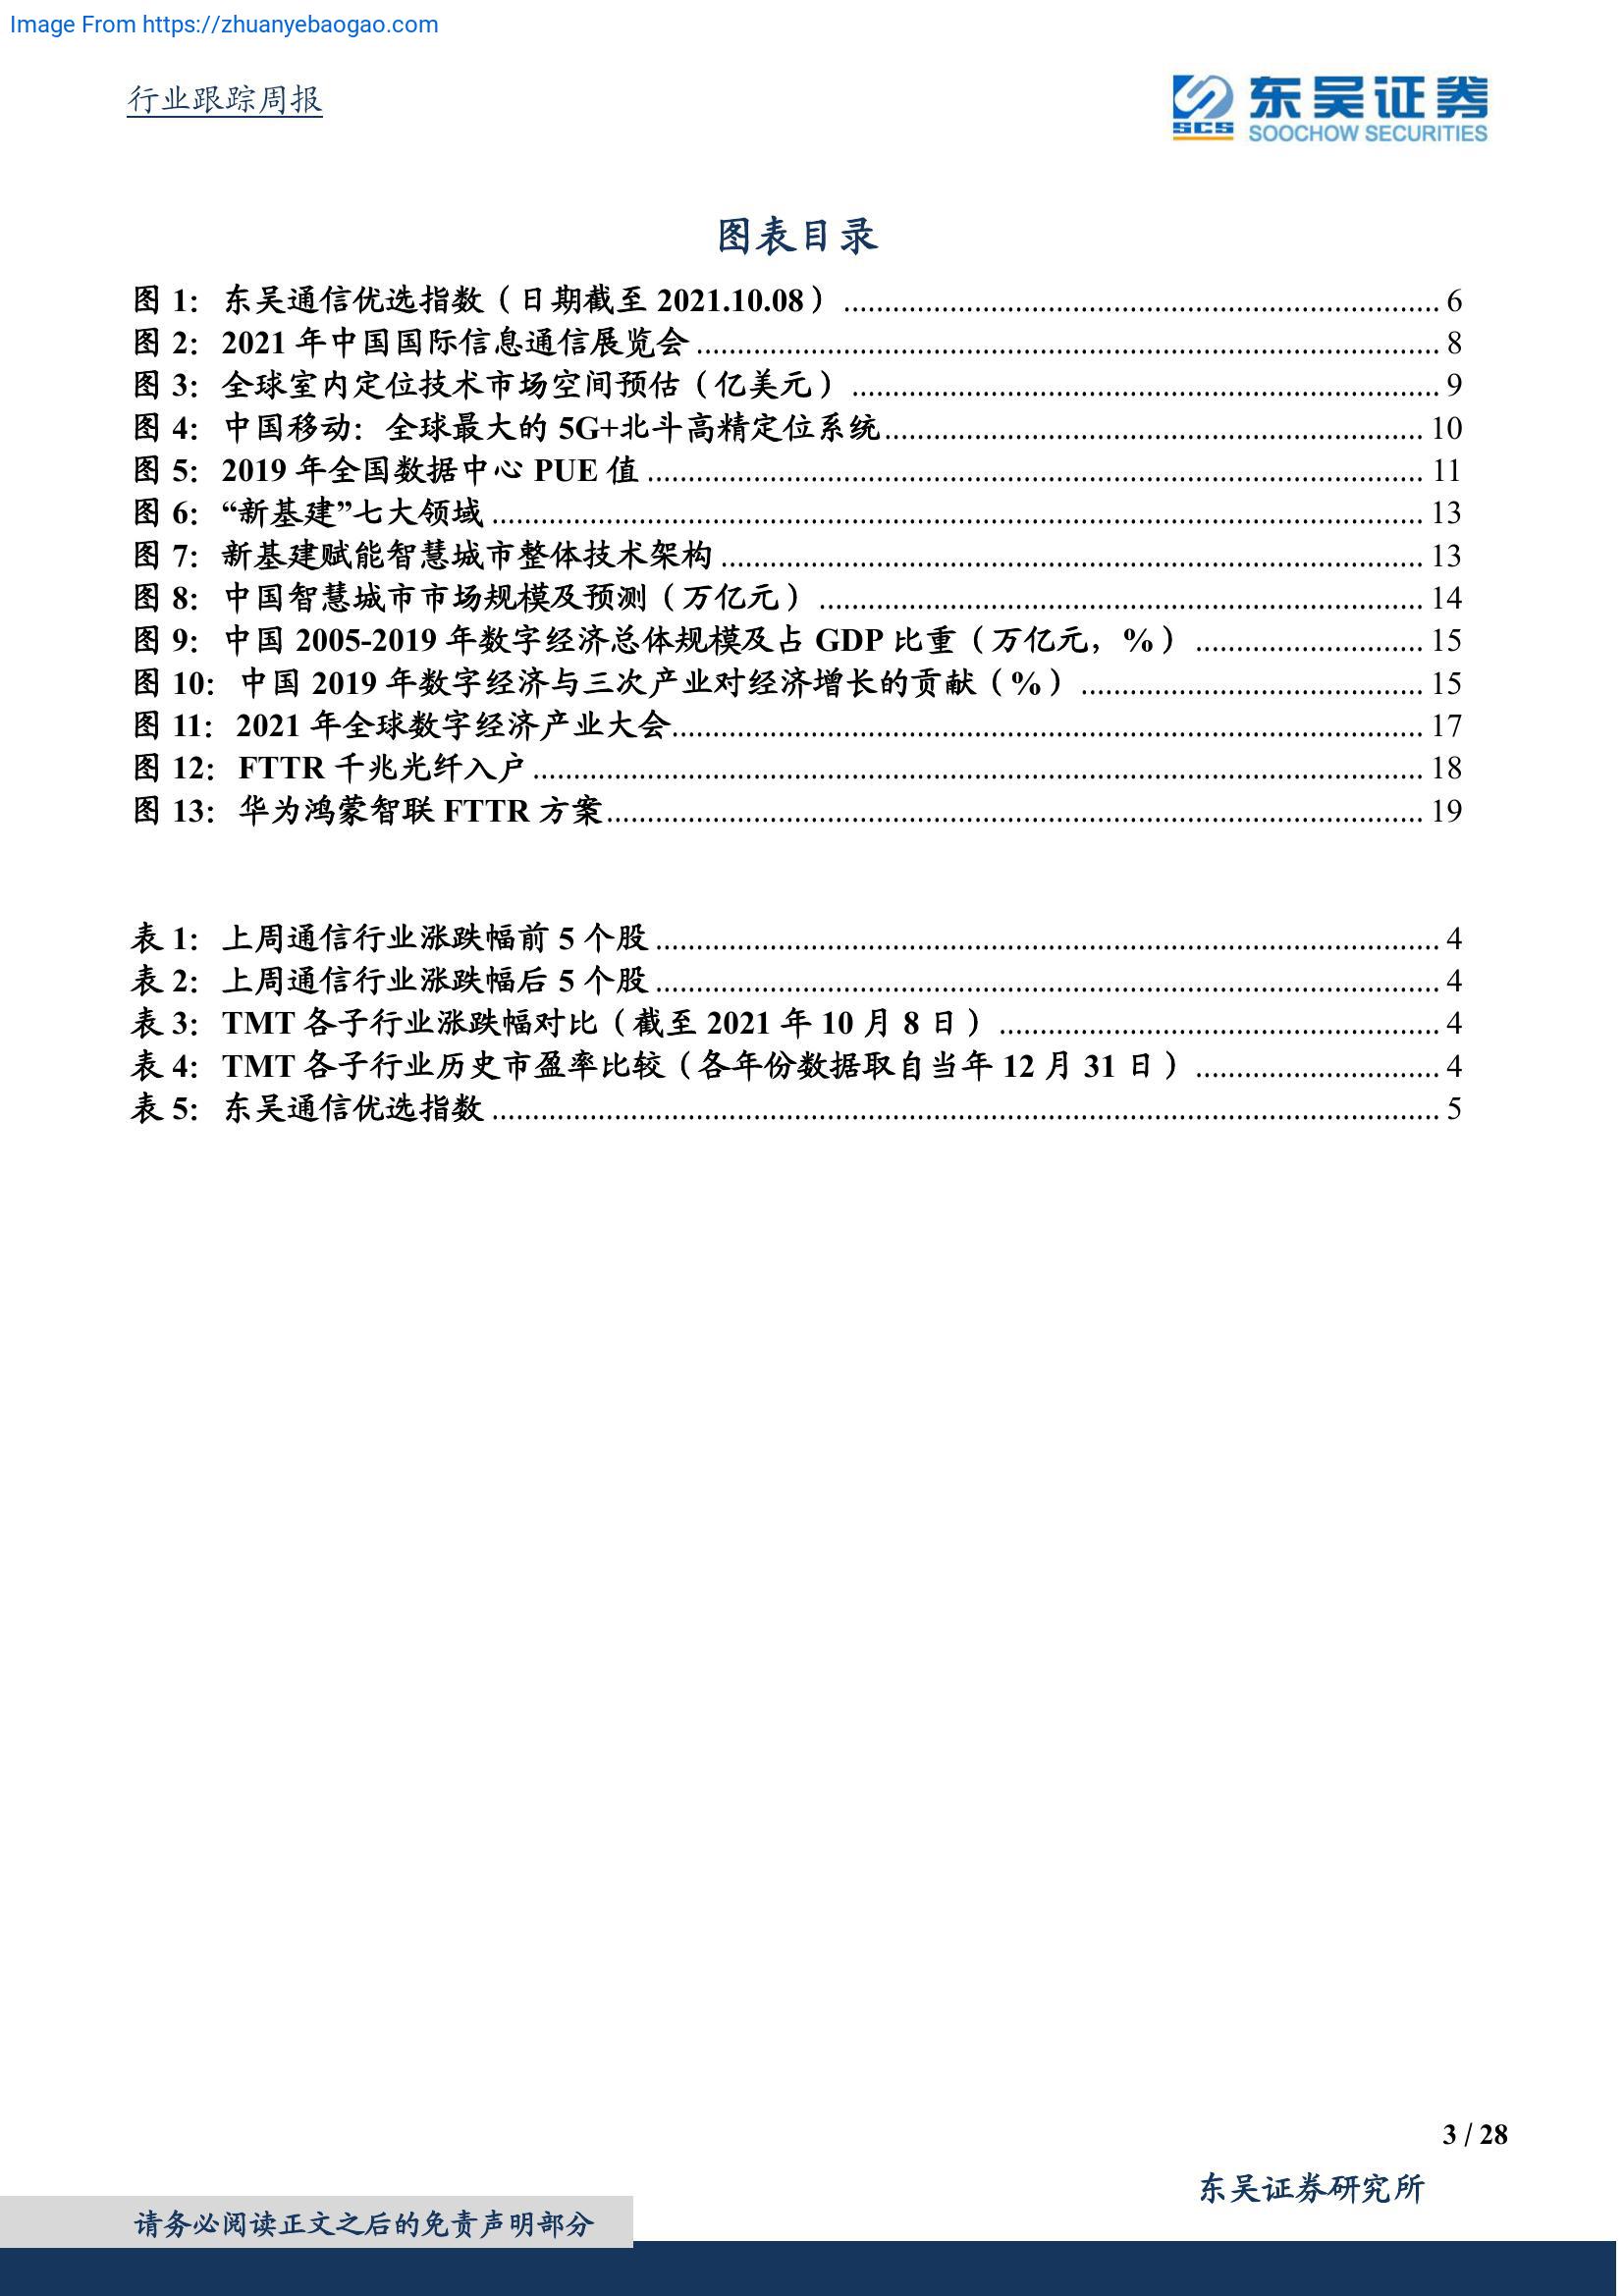 Image From https://zhuanyebaogao.com
行业跟踪周报
东吴证券
SCS
SOOCHOW SECURITIES
图表目录
图 1：东吴通信优选指数（日期截至 2021.10.08）........ 6
图 2：2021 年中国国际信息通信展览会........ 8
图 3：全球室内定位技术市场空间预估（亿美元）........ 9
图 4：中国移动：全球最大的 5G+北斗高精定位系统........ 10
图 5：2019 年全国数据中心 PUE 值........ 11
图 6：“新基建”七大领域........ 13
图 7：新基建赋能智慧城市整体技术架构........ 13
图 8：中国智慧城市市场规模及预测（万亿元）........ 14
图 9：中国 2005-2019 年数字经济总体规模及占 GDP 比重（万亿元，%）........ 15
图 10：中国 2019 年数字经济与三次产业对经济增长的贡献（%）........ 15
图 11：2021 年全球数字经济产业大会........ 17
图 12：FTTR 千兆光纤入户........ 18
图 13：华为鸿蒙智联 FTTR 方案........ 19
表 1：上周通信行业涨跌幅前 5 个股........ 4
表 2：上周通信行业涨跌幅后 5 个股........ 4
表 3：TMT 各子行业涨跌幅对比（截至 2021 年 10 月 8 日）........ 4
表 4：TMT 各子行业历史市盈率比较（各年份数据取自当年 12 月 31 日）........ 4
表 5：东吴通信优选指数........ 5
3 / 28
东吴证券研究所
请务必阅读正文之后的免责声明部分